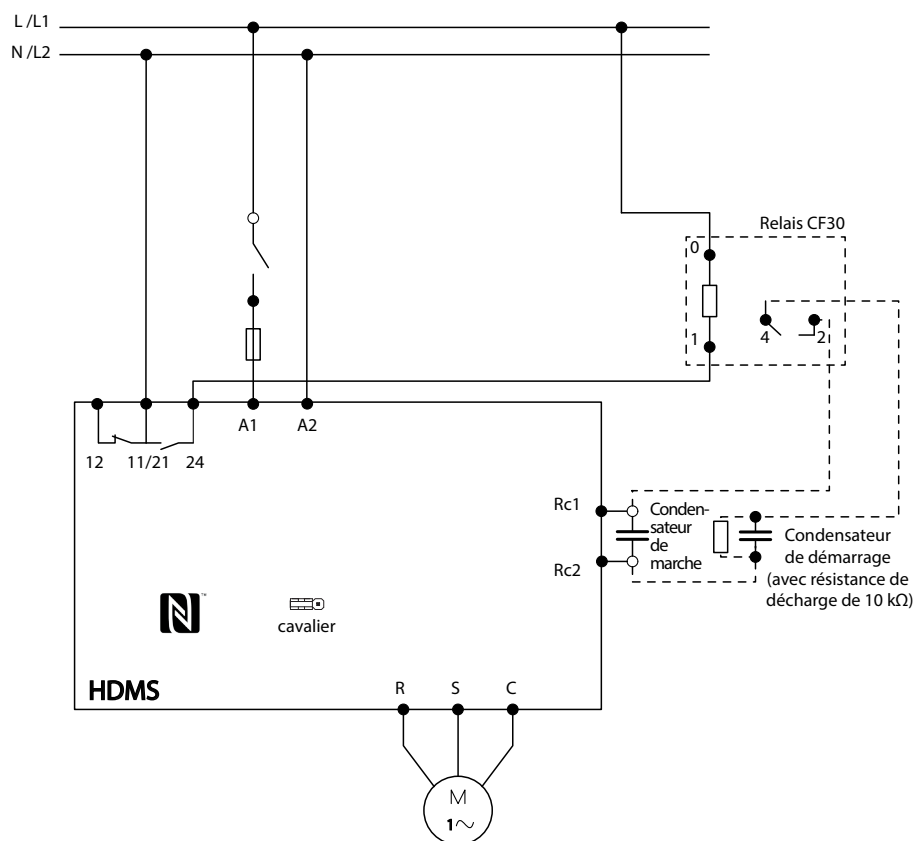 L /L1
N /L2
Relais CF30
0
1
4
2
A1
A2
12
11/21
24
Rc1
Rc2
Conden-
sateur
de
marche
Condensateur
de démarrage
(avec résistance de
décharge de 10 kΩ)
N™
cavalier
HDMS
R
S
C
M
1~